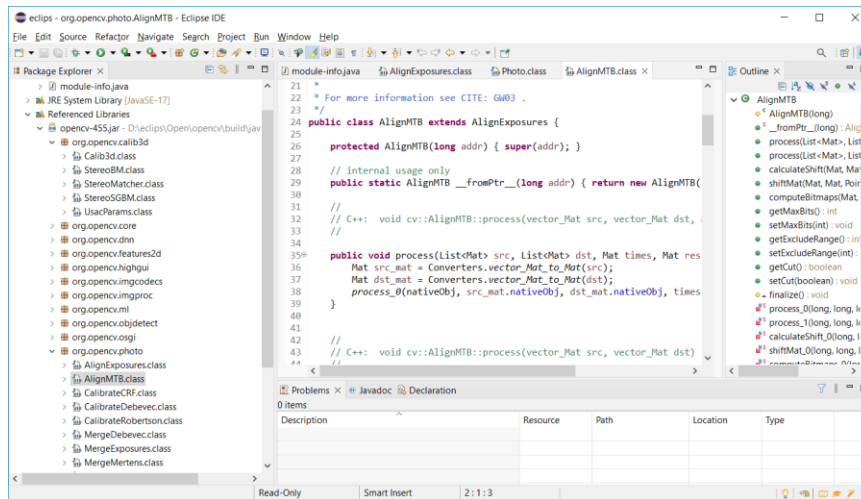 eclips - org.opencv.photo.AlignMTB - Eclipse IDE
File Edit Source Refactor Navigate Search Project Run Window Help
Package Explorer
module-info.java
JRE System Library [JavaSE-17]
Referenced Libraries
opencv-455.jar - D:\eclips\Open\opencv\build\jav
org.opencv.calib3d
Calib3d.class
StereoBM.class
StereoMatcher.class
StereoSGBM.class
UsacParams.class
org.opencv.core
org.opencv.dnn
org.opencv.features2d
org.opencv.highgui
org.opencv.imgcodecs
org.opencv.imgproc
org.opencv.ml
org.opencv.objdetect
org.opencv.osgi
org.opencv.photo
AlignExposures.class
AlignMTB.class
CalibrateCRF.class
CalibrateDebevec.class
CalibrateRobertson.class
MergeDebevec.class
MergeExposures.class
MergeMertens.class
module-info.java AlignExposures.class Photo.class AlignMTB.class
21 *
22 * For more information see CITE: GW03 .
23 */
24 public class AlignMTB extends AlignExposures {
25
26 protected AlignMTB(long addr) { super(addr); }
27
28 // internal usage only
29 public static AlignMTB __fromPtr__(long addr) { return new AlignMTB(
30
31 //
32 // C++: void cv::AlignMTB::process(vector_Mat src, vector_Mat dst,
33 //
34
35 public void process(List<Mat> src, List<Mat> dst, Mat times, Mat res
36 Mat src_mat = Converters.vector_Mat_to_Mat(src);
37 Mat dst_mat = Converters.vector_Mat_to_Mat(dst);
38 process_0(nativeObj, src_mat.nativeObj, dst_mat.nativeObj, times
39 }
40
41
42 //
43 // C++: void cv::AlignMTB::process(vector_Mat src, vector_Mat dst)
Outline
AlignMTB
AlignMTB(long)
__fromPtr__(long) : Alig
process(List<Mat>, List
process(List<Mat>, List
calculateShift(Mat, Mat
shiftMat(Mat, Mat, Poin
computeBitmaps(Mat,
getMaxBits() : int
setMaxBits(int) : void
getExcludeRange() : int
setExcludeRange(int) :
getCut() : boolean
setCut(boolean) : void
finalize() : void
process_0(long, long, lo
process_1(long, long, lo
calculateShift_0(long, lo
shiftMat_0(long, long, l
Problems Javadoc Declaration
0 items
Description Resource Path Location Type
Read-Only Smart Insert 2 : 1 : 3